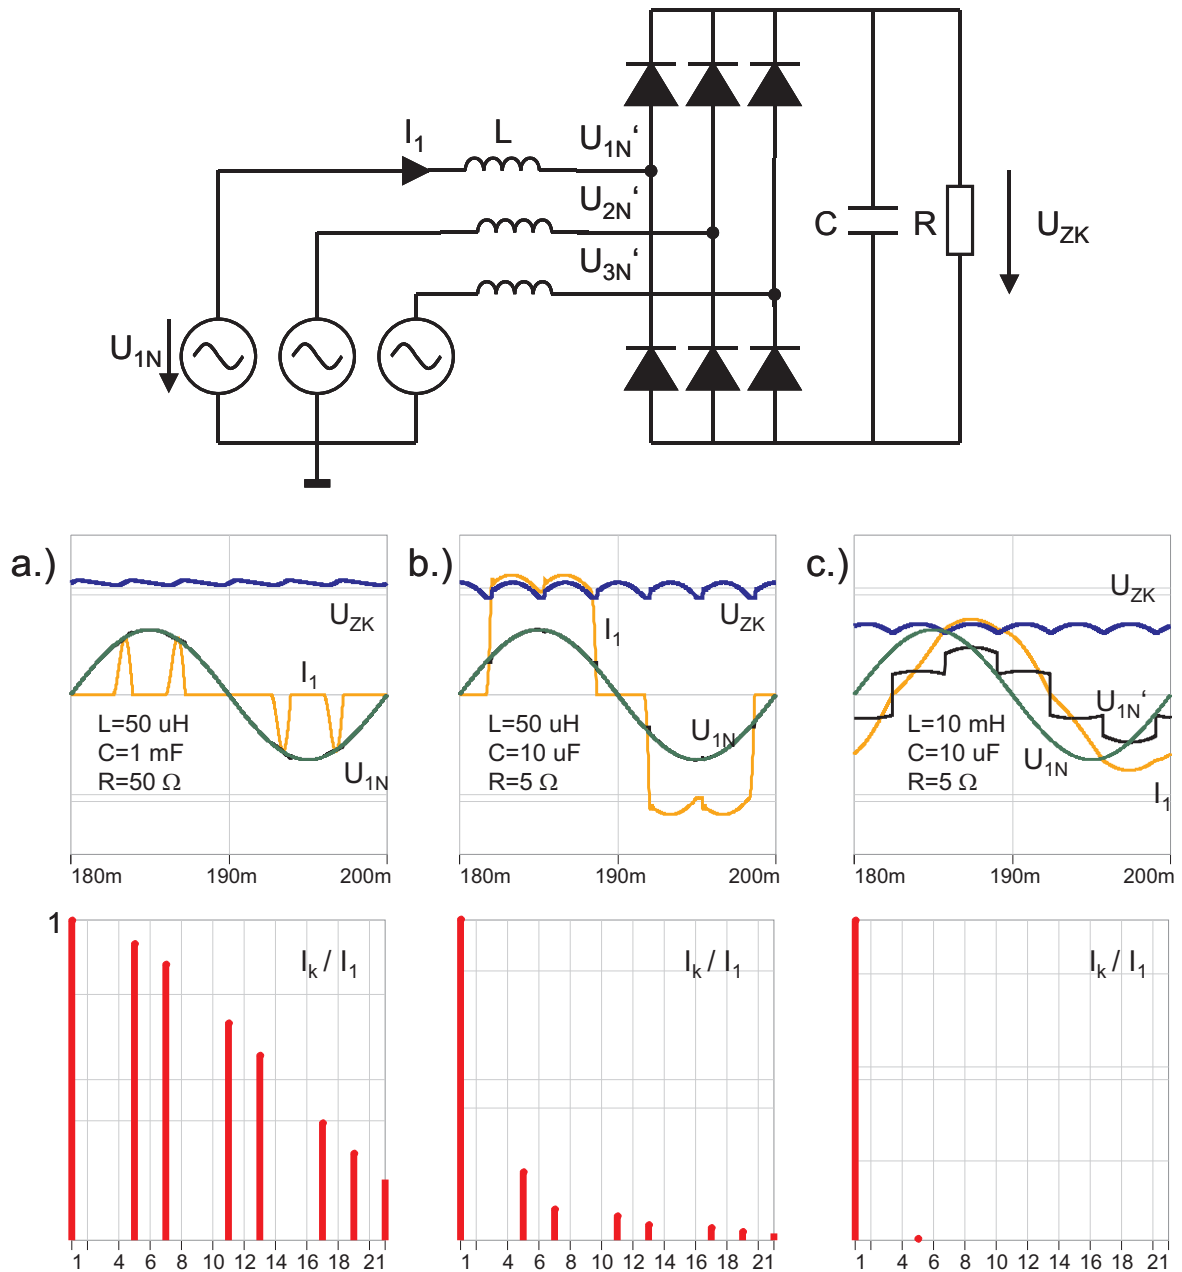 I1
L
U1N‘
U2N‘
U3N‘
U1N
C
R
UZK
a.)
UZK
I1
L=50 uH
C=1 mF
R=50 Ω
U1N
180m
190m
200m
b.)
UZK
I1
L=50 uH
C=10 uF
R=5 Ω
U1N
180m
190m
200m
c.)
UZK
U1N‘
L=10 mH
C=10 uF
R=5 Ω
U1N
I1
180m
190m
200m
1
Ik / I1
1 4 6 8 10 12 14 16 18 21
Ik / I1
1 4 6 8 10 12 14 16 18 21
Ik / I1
1 4 6 8 10 12 14 16 18 21